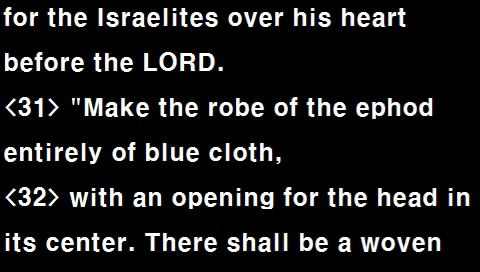 for the Israelites over his heart
before the LORD.
<31> "Make the robe of the ephod
entirely of blue cloth,
<32> with an opening for the head in
its center. There shall be a woven